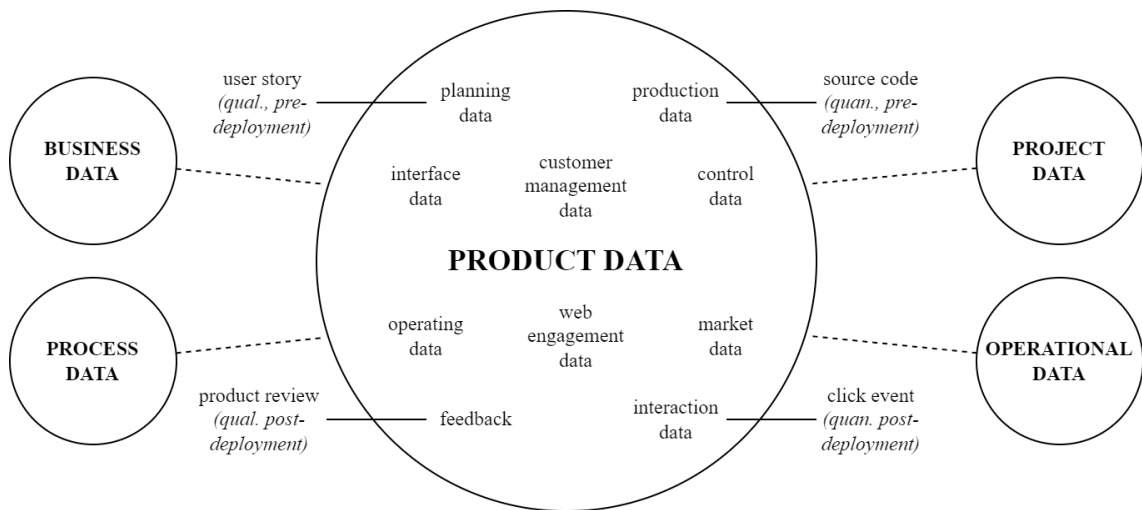 user story
(qual., pre-
deployment)
planning
data
production
data
source code
(quan., pre-
deployment)
BUSINESS
DATA
interface
data
customer
management
data
control
data
PROJECT
DATA
PRODUCT DATA
PROCESS
DATA
operating
data
web
engagement
data
market
data
OPERATIONAL
DATA
product review
(qual. post-
deployment)
feedback
interaction
data
click event
(quan. post-
deployment)